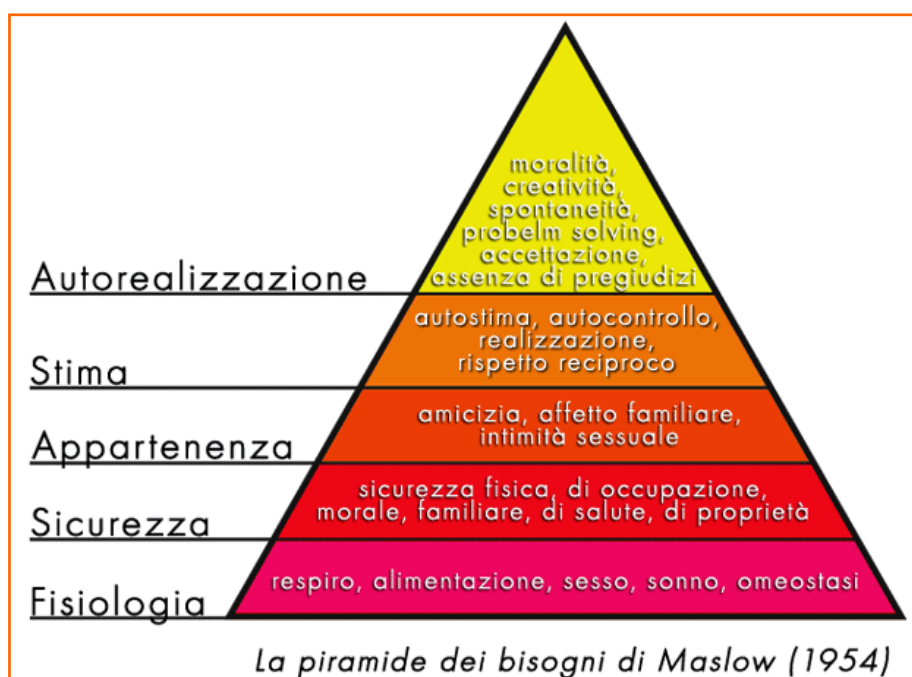 moralità,
creatività,
spontaneità,
probelm solving,
accettazione,
assenza di pregiudizi
Autorealizzazione
autostima, autocontrollo,
realizzazione,
rispetto reciproco
Stima
amicizia, affetto familiare,
intimità sessuale
Appartenenza
sicurezza fisica, di occupazione,
morale, familiare, di salute, di proprietà
Sicurezza
respiro, alimentazione, sesso, sonno, omeostasi
Fisiologia
La piramide dei bisogni di Maslow (1954)